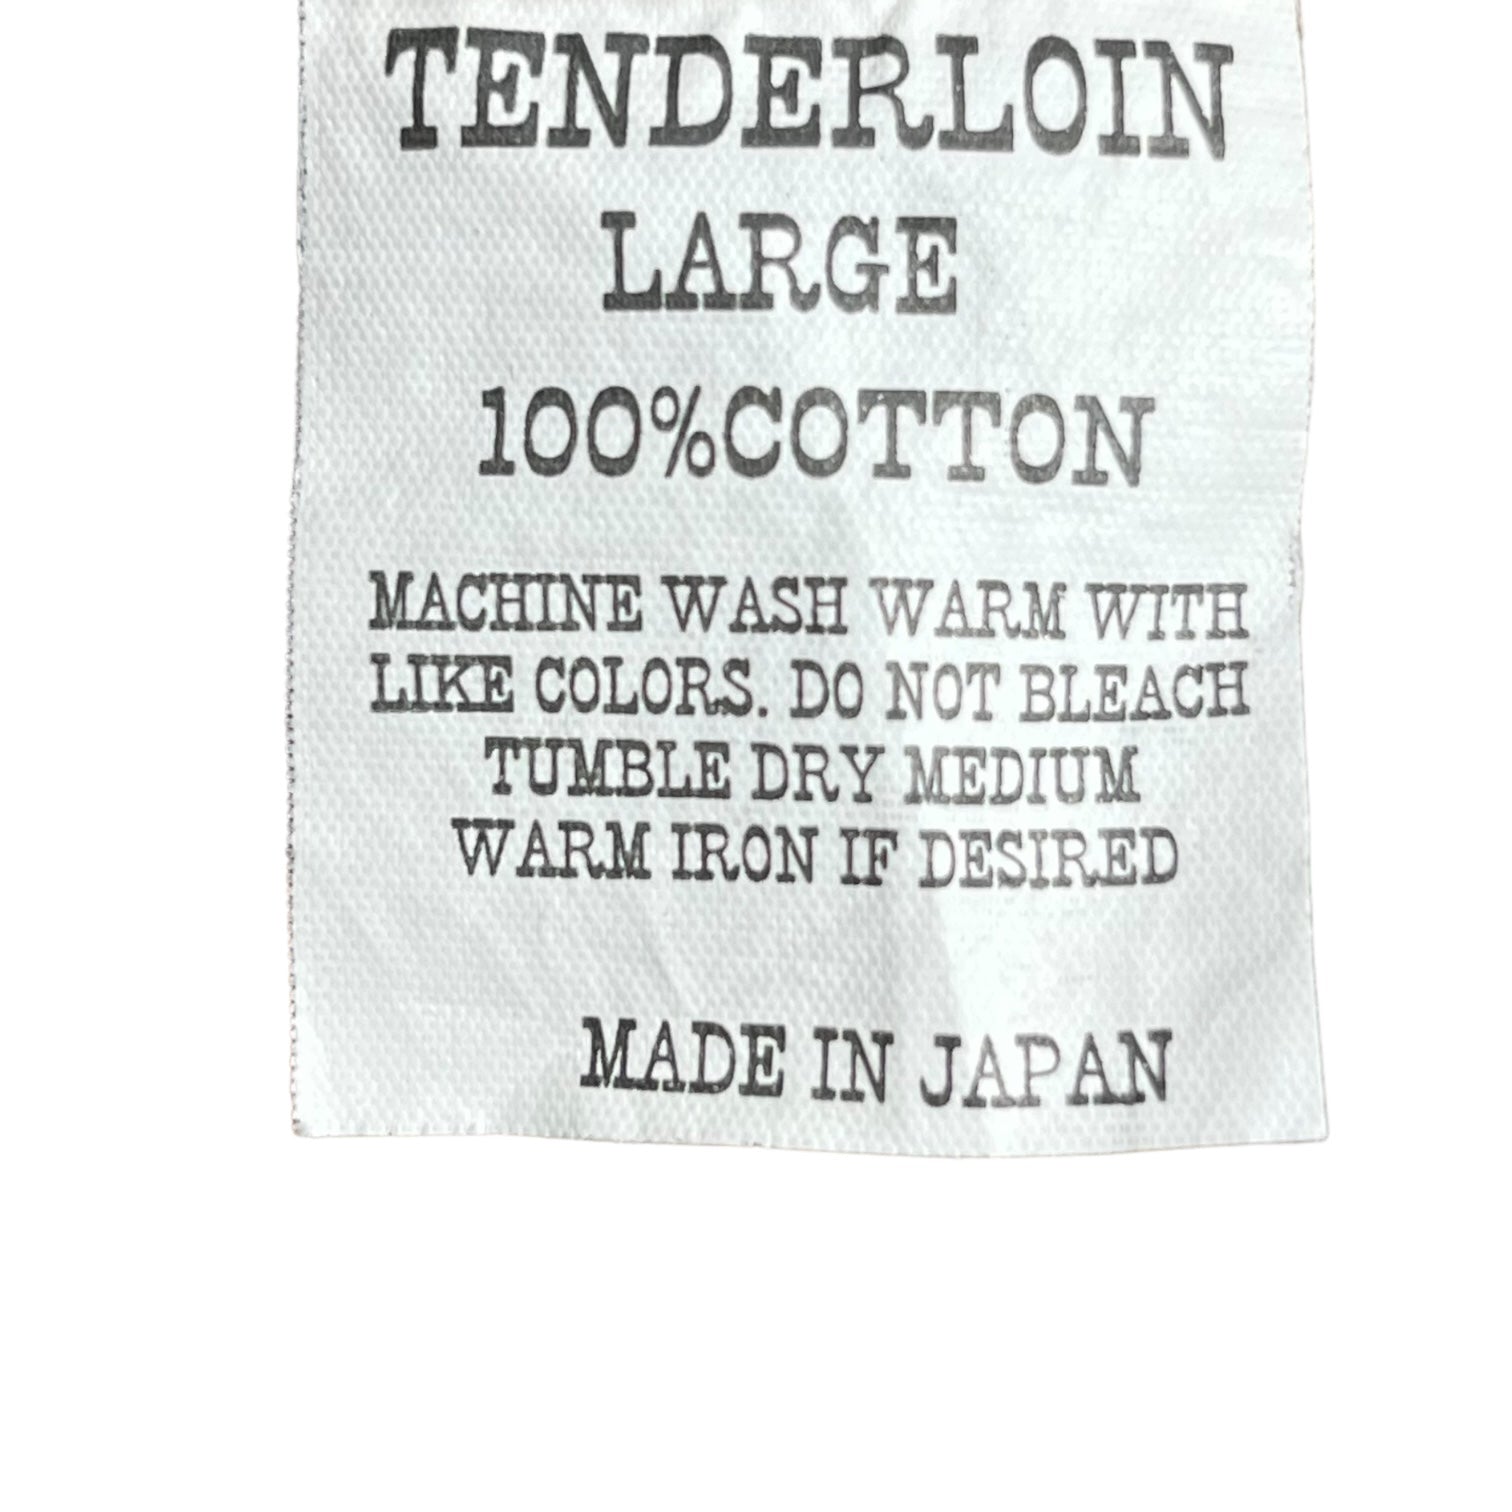 TENDERLOIN
LARGE
100%COTTON
MACHINE WASH WARM WITH
LIKE COLORS. DO NOT BLEACH
TUMBLE DRY MEDIUM
WARM IRON IF DESIRED
MADE IN JAPAN